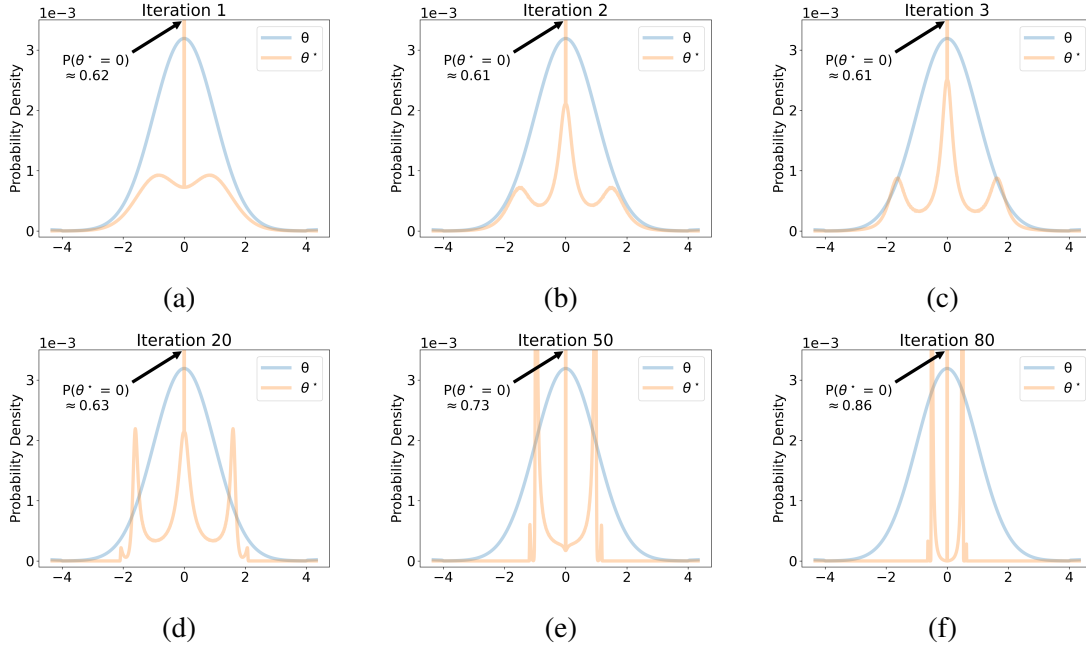 1e−3 Iteration 1
P(θ* = 0)
≈ 0.62
θ
θ*
Probability Density
3
2
1
0
−4 −2 0 2 4
(a)
1e−3 Iteration 2
P(θ* = 0)
≈ 0.61
θ
θ*
Probability Density
3
2
1
0
−4 −2 0 2 4
(b)
1e−3 Iteration 3
P(θ* = 0)
≈ 0.61
θ
θ*
Probability Density
3
2
1
0
−4 −2 0 2 4
(c)
1e−3 Iteration 20
P(θ* = 0)
≈ 0.63
θ
θ*
Probability Density
3
2
1
0
−4 −2 0 2 4
(d)
1e−3 Iteration 50
P(θ* = 0)
≈ 0.73
θ
θ*
Probability Density
3
2
1
0
−4 −2 0 2 4
(e)
1e−3 Iteration 80
P(θ* = 0)
≈ 0.86
θ
θ*
Probability Density
3
2
1
0
−4 −2 0 2 4
(f)